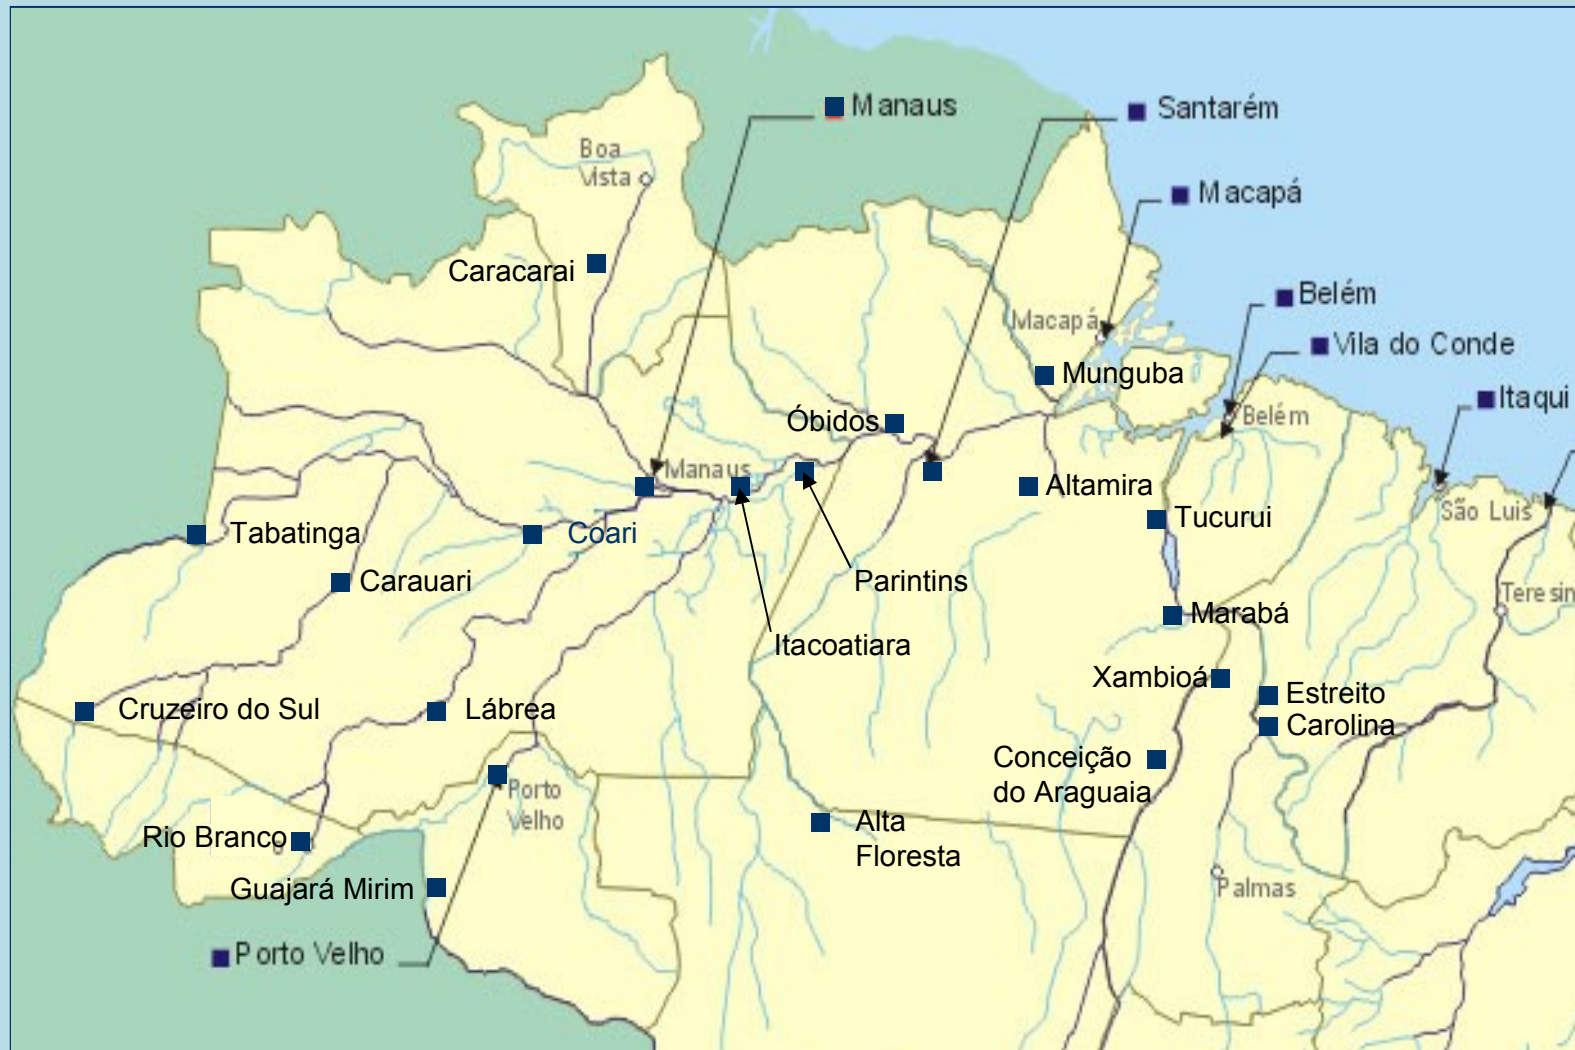 Manaus
Santarém
Boa
Vista
Macapá
Caracarai
Belém
Macapá
Vila do Conde
Munguba
Itaqui
Óbidos
Belém
Manaus
Altamira
São Luis
Tucurui
Tabatinga
Coari
Carauari
Parintins
Teresin
Marabá
Itacoatiara
Xambioá
Estreito
Cruzeiro do Sul
Lábrea
Carolina
Conceição
do Araguaia
Porto
Velho
Alta
Floresta
Rio Branco
Guajará Mirim
Palmas
Porto Velho